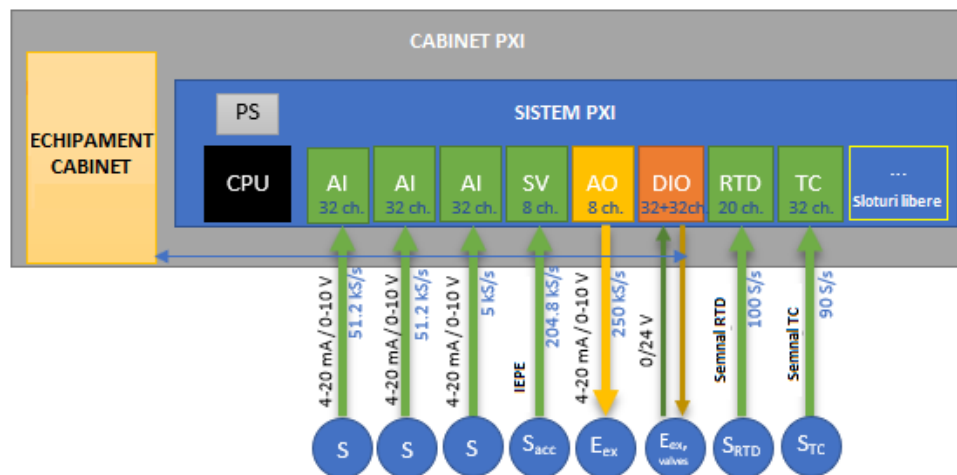 CABINET PXI
ECHIPAMENT
CABINET
PS
SISTEM PXI
CPU
AI
32 ch.
AI
32 ch.
AI
32 ch.
SV
8 ch.
AO
8 ch.
DIO
32+32ch.
RTD
20 ch.
TC
32 ch.
...
Sloturi libere
4-20 mA / 0-10 V
51.2 kS/s
4-20 mA / 0-10 V
51.2 kS/s
4-20 mA / 0-10 V
5 kS/s
IEPE
204.8 kS/s
4-20 mA / 0-10 V
250 kS/s
0/24 V
Semnal RTD
100 S/s
Semnal TC
90 S/s
S
S
S
Sacc
Eex
Eex,
valves
SRTD
STC